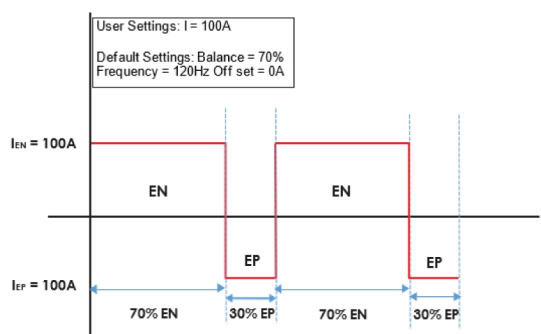 User Settings: I = 100A
Default Settings: Balance = 70%
Frequency = 120Hz Off set = 0A
IEN = 100A
EN
EN
EP
EP
IEP = 100A
70% EN
30% EP
70% EN
30% EP